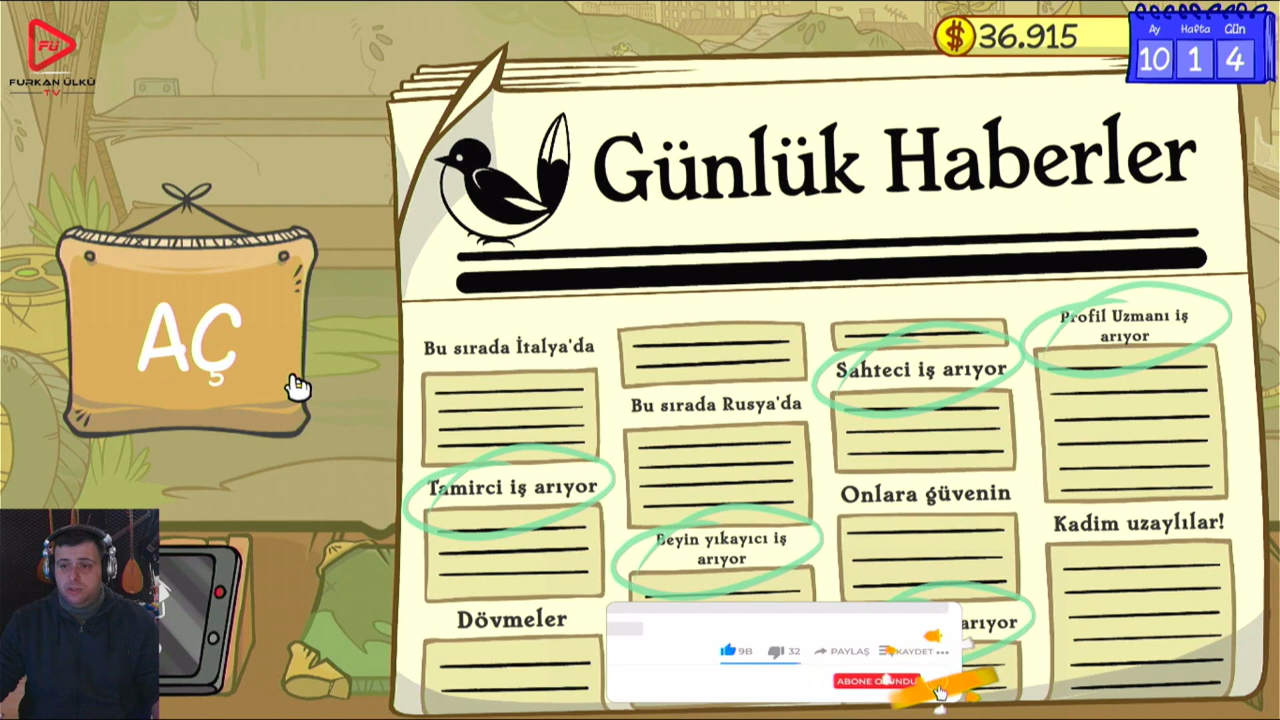 FU
FURKAN ÜLKÜ
TV
$ 36.915
Ay Hafta Gün
10 1 4
Günlük Haberler
AÇ
Bu sırada İtalya'da
Tamirci iş arıyor
Dövmeler
Bu sırada Rusya'da
Beyin yıkayıcı iş
arıyor
Sahteci iş arıyor
Onlara güvenin
arıyor
Profil Uzmanı iş
arıyor
Kadim uzaylılar!
9B 32 PAYLAŞ KAYDET
ABONE